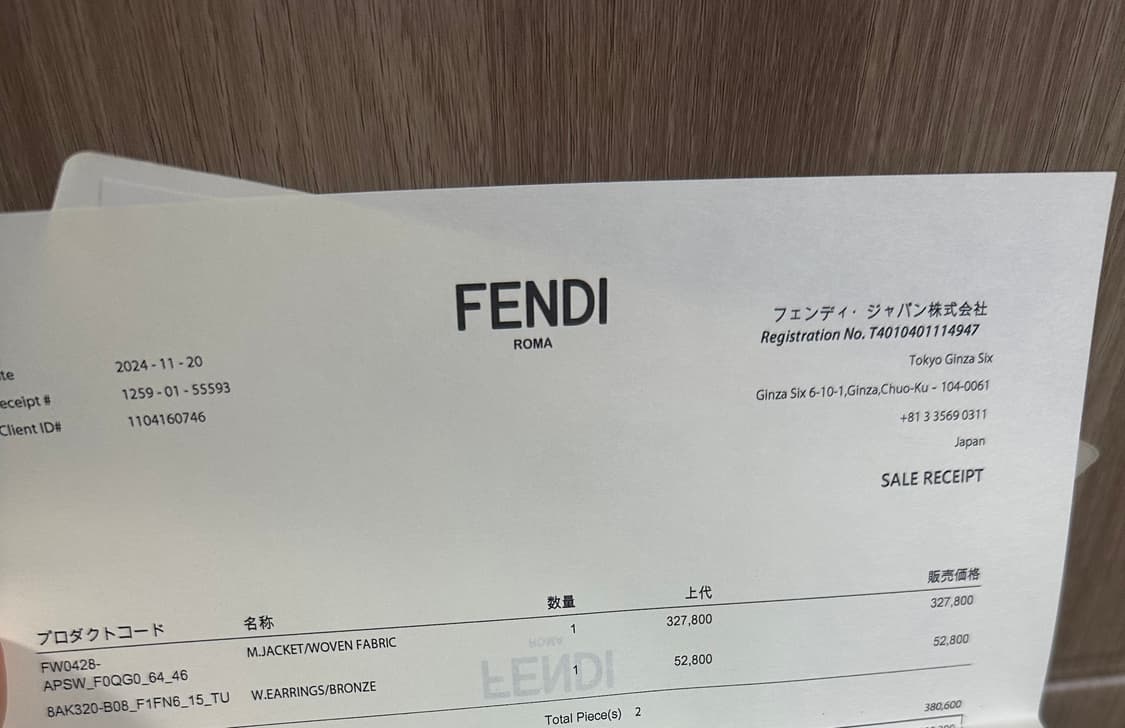 FENDI
ROMA
フェンディ・ジャパン株式会社
Registration No. T4010401114947
Tokyo Ginza Six
Ginza Six 6-10-1,Ginza,Chuo-Ku - 104-0061
+81 3 3569 0311
Japan
SALE RECEIPT
te 2024-11-20
eceipt # 1259-01-55593
Client ID# 1104160746
プロダクトコード 名称 数量 上代 販売価格
FW0428- M.JACKET/WOVEN FABRIC 1 327,800 327,800
APSW_F0QG0_64_46
8AK320-B08_F1FN6_15_TU W.EARRINGS/BRONZE 1 52,800 52,800
ROMA
FENDI
Total Piece(s) 2 380,600